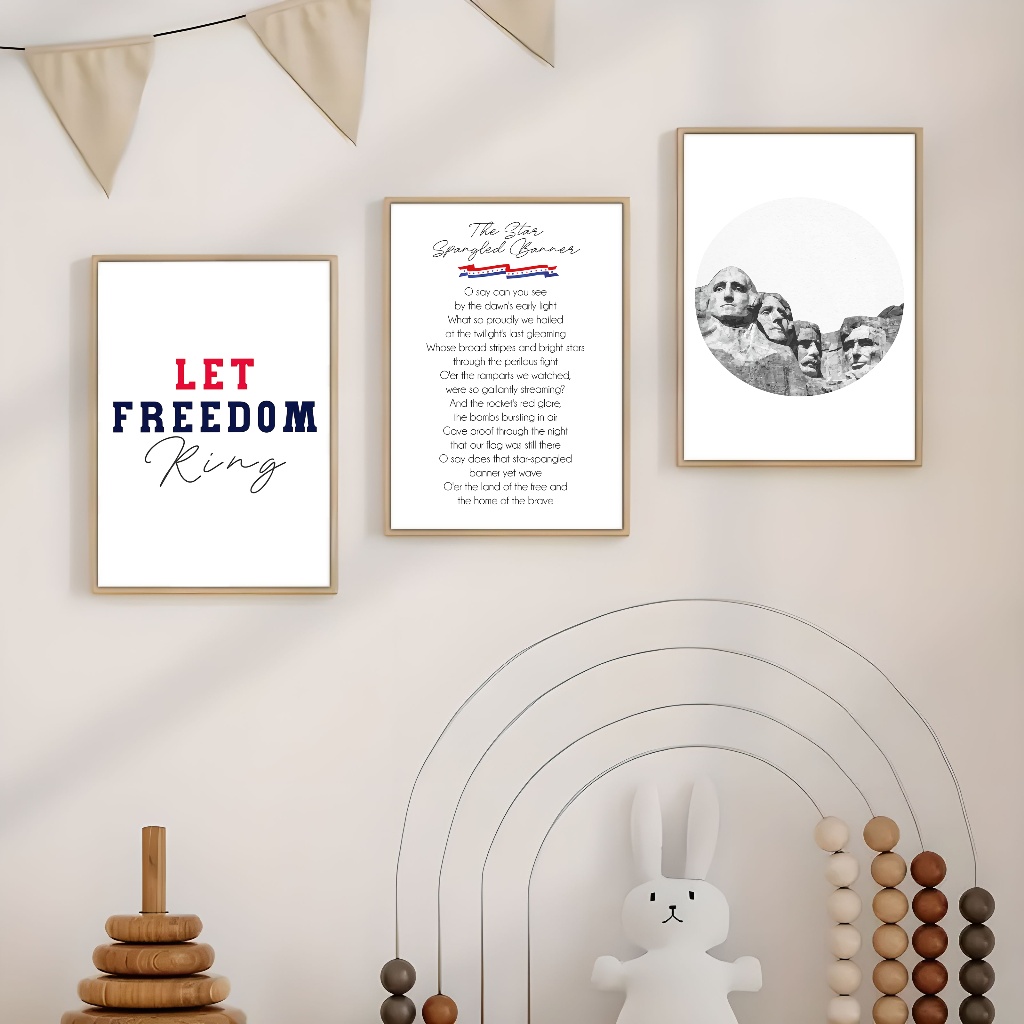 LET
FREEDOM
Ring
The Star
Spangled Banner
O say can you see
by the dawn's early light
What so proudly we hailed
at the twilight's last gleaming
Whose broad stripes and bright stars
through the perilous fight
O'er the ramparts we watched,
were so gallantly streaming?
And the rocket's red glare,
The bombs bursting in air
Gave proof through the night
that our flag was still there
O say does that star-spangled
banner yet wave
O'er the land of the free and
the home of the brave